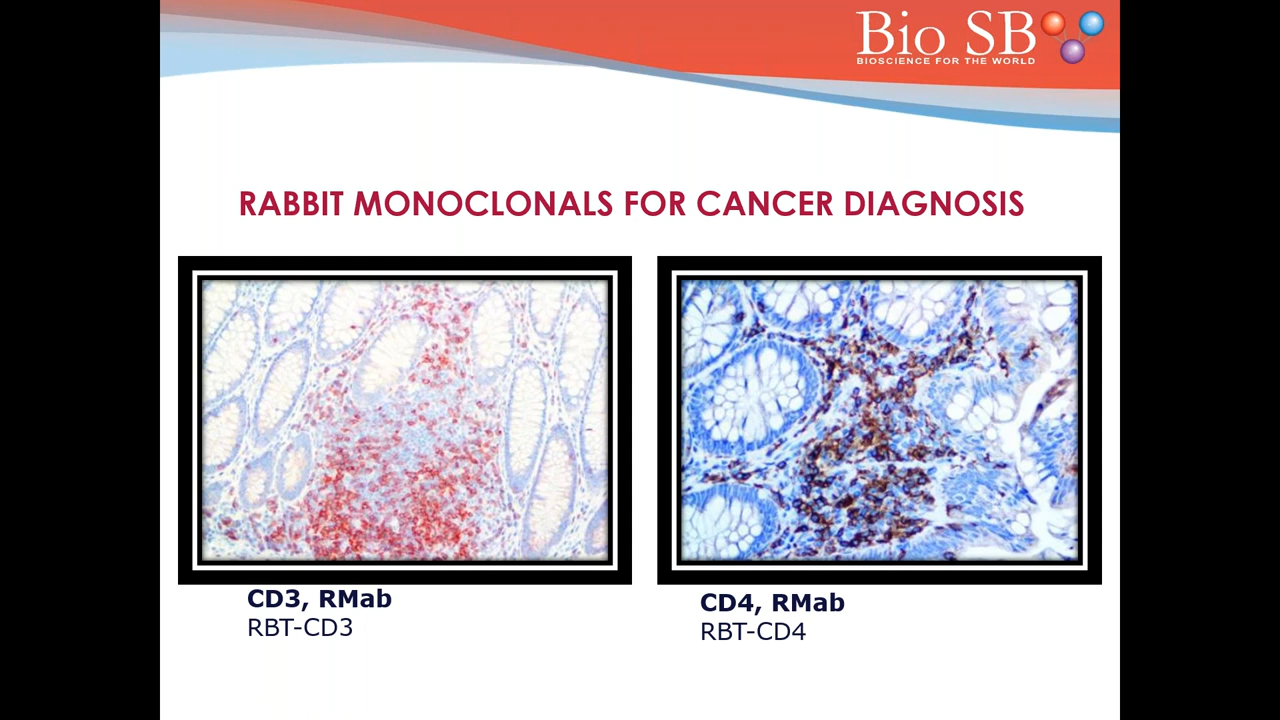 Bio SB
BIOSCIENCE FOR THE WORLD
RABBIT MONOCLONALS FOR CANCER DIAGNOSIS
CD3, RMab
RBT-CD3
CD4, RMab
RBT-CD4